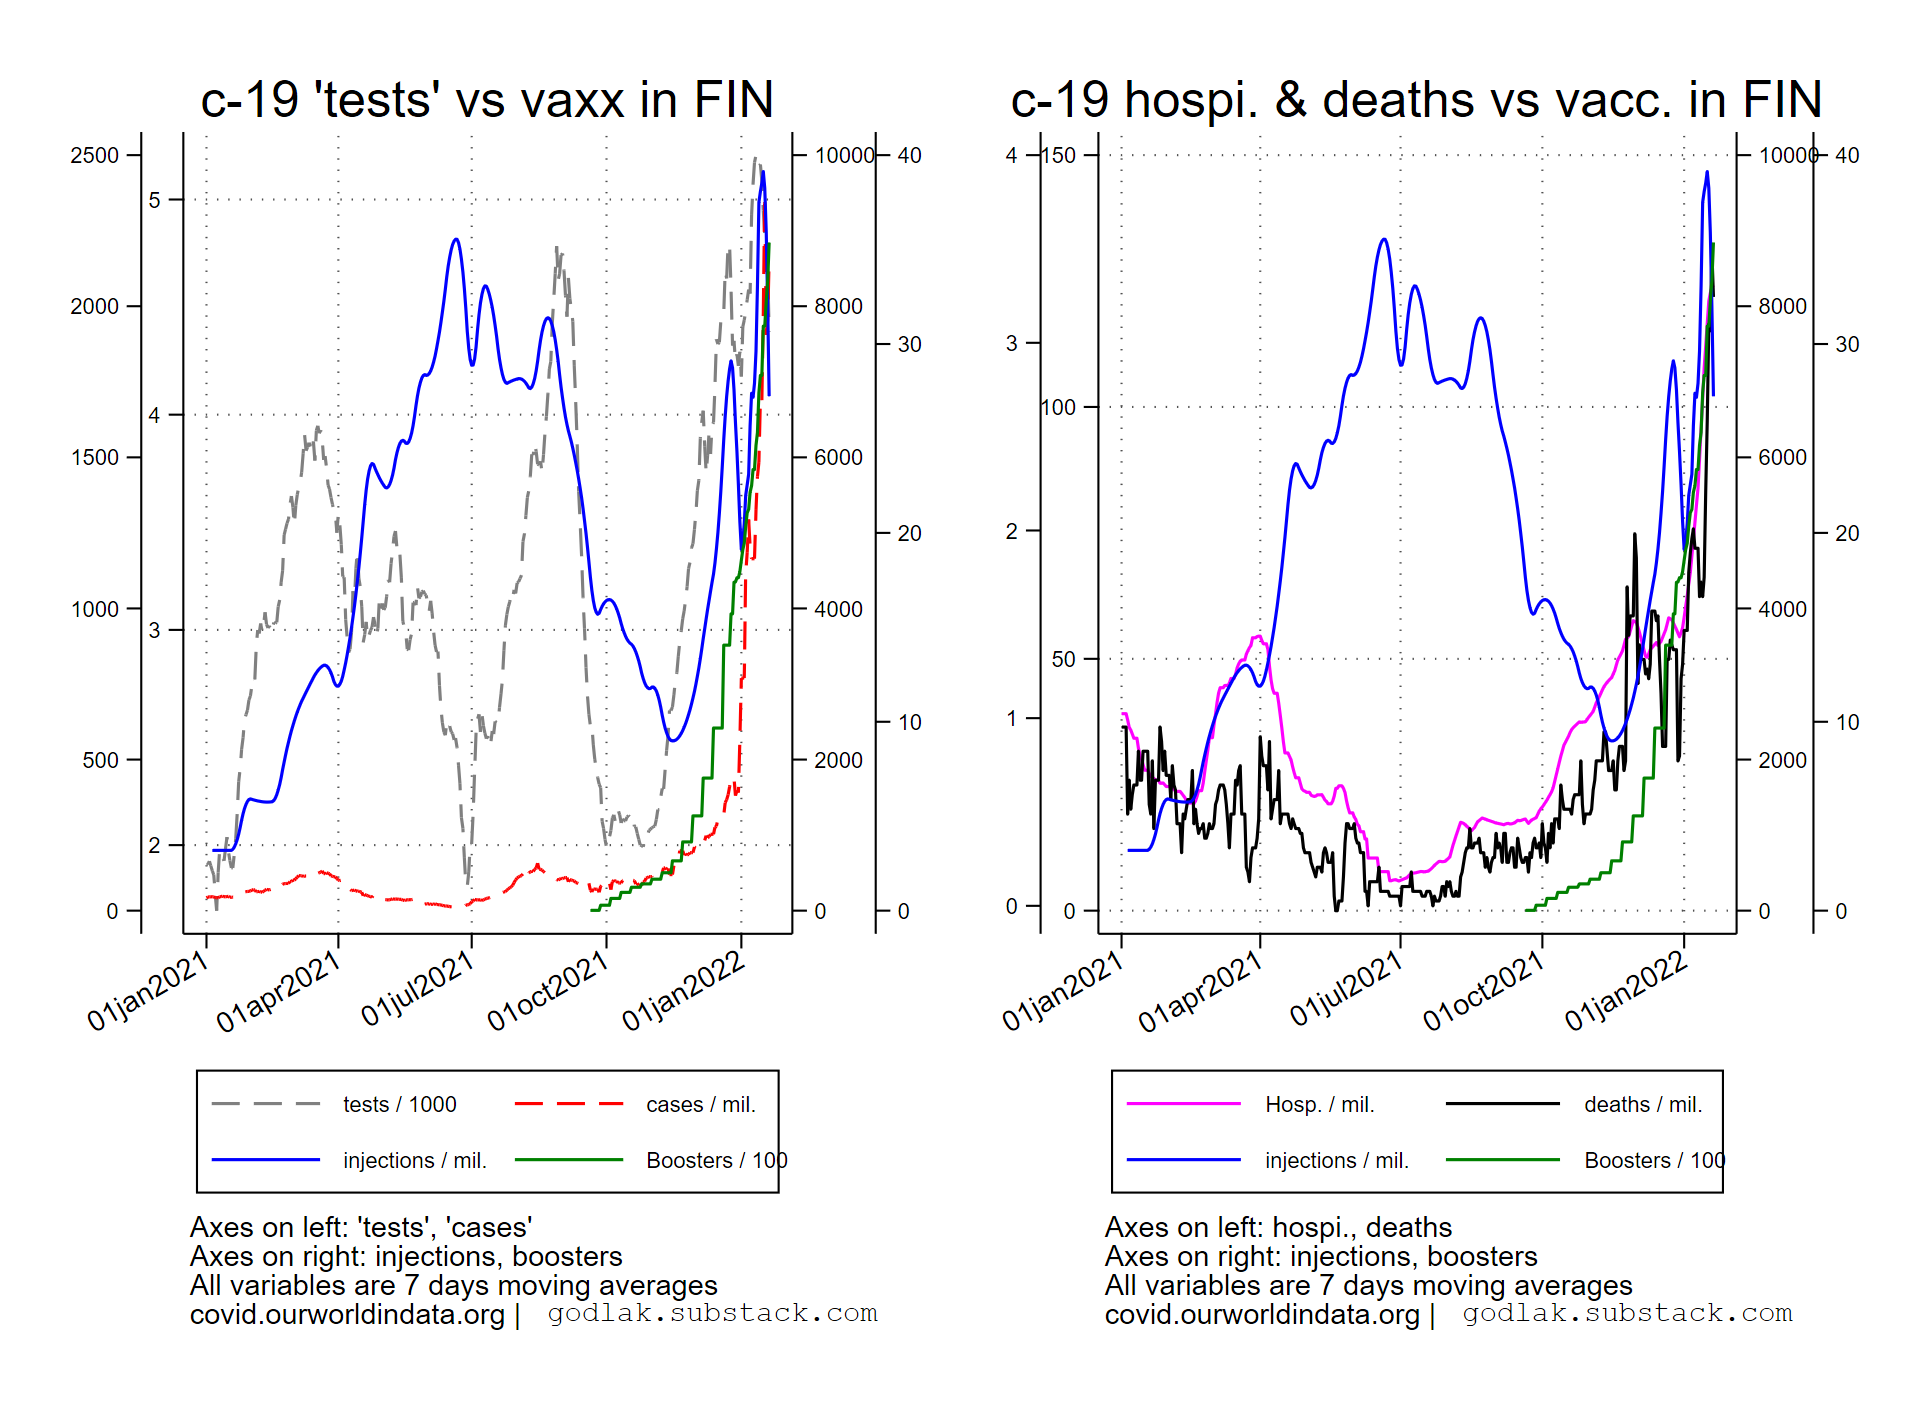 c-19 'tests' vs vaxx in FIN
2500
2000
1500
1000
500
0
5
4
3
2
10000
8000
6000
4000
2000
0
40
30
20
10
0
01jan2021
01apr2021
01jul2021
01oct2021
01jan2022
tests / 1000
cases / mil.
injections / mil.
Boosters / 100
Axes on left: 'tests', 'cases'
Axes on right: injections, boosters
All variables are 7 days moving averages
covid.ourworldindata.org | godlak.substack.com
c-19 hospi. & deaths vs vacc. in FIN
4
3
2
1
0
150
100
50
0
10000
8000
6000
4000
2000
0
40
30
20
10
0
01jan2021
01apr2021
01jul2021
01oct2021
01jan2022
Hosp. / mil.
deaths / mil.
injections / mil.
Boosters / 100
Axes on left: hospi., deaths
Axes on right: injections, boosters
All variables are 7 days moving averages
covid.ourworldindata.org | godlak.substack.com